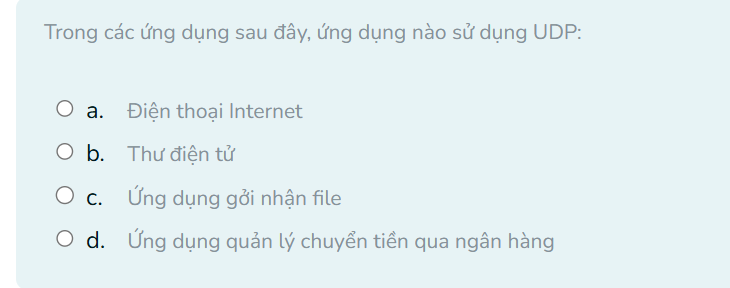 Trong các ứng dụng sau đây, ứng dụng nào sử dụng UDP:
a. Điện thoại Internet
b. Thư điện tử
c. Ứng dụng gởi nhận file
d. Ứng dụng quản lý chuyển tiền qua ngân hàng